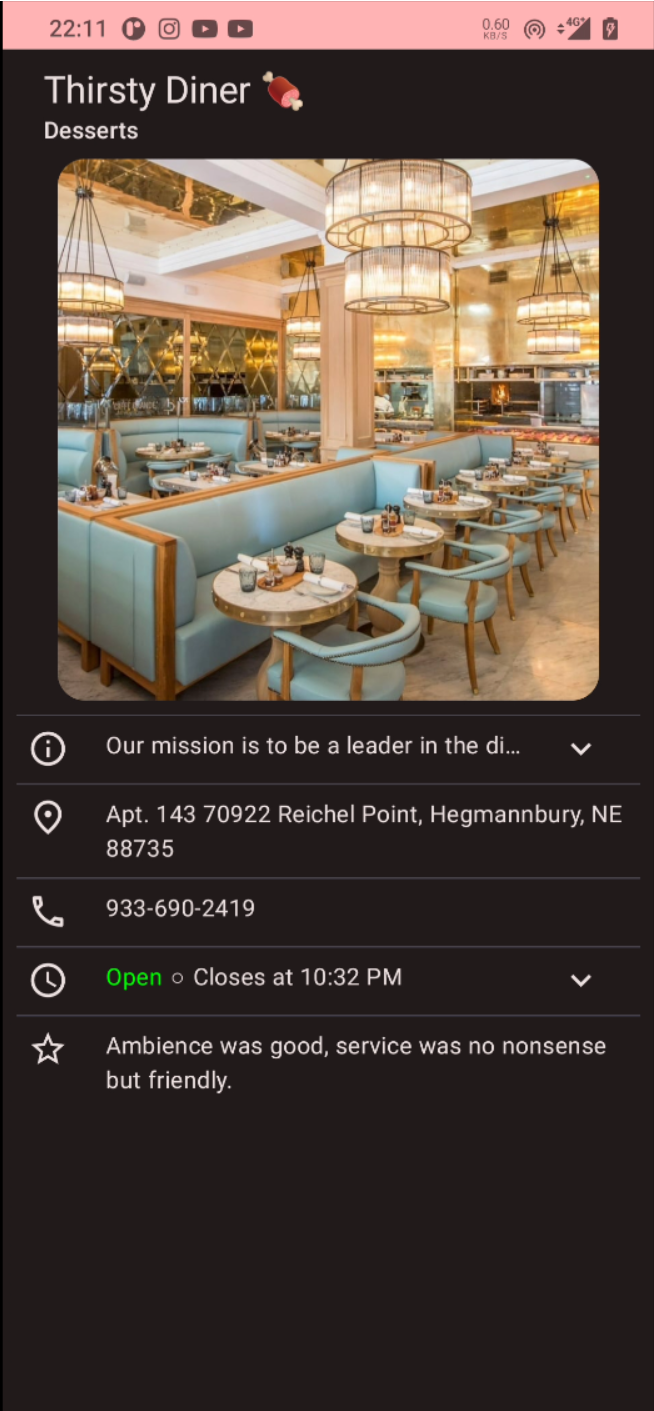 22:11
0.60
KB/S
4G+
Thirsty Diner
Desserts
Our mission is to be a leader in the di...
Apt. 143 70922 Reichel Point, Hegmannbury, NE
88735
933-690-2419
Open ○ Closes at 10:32 PM
Ambience was good, service was no nonsense
but friendly.